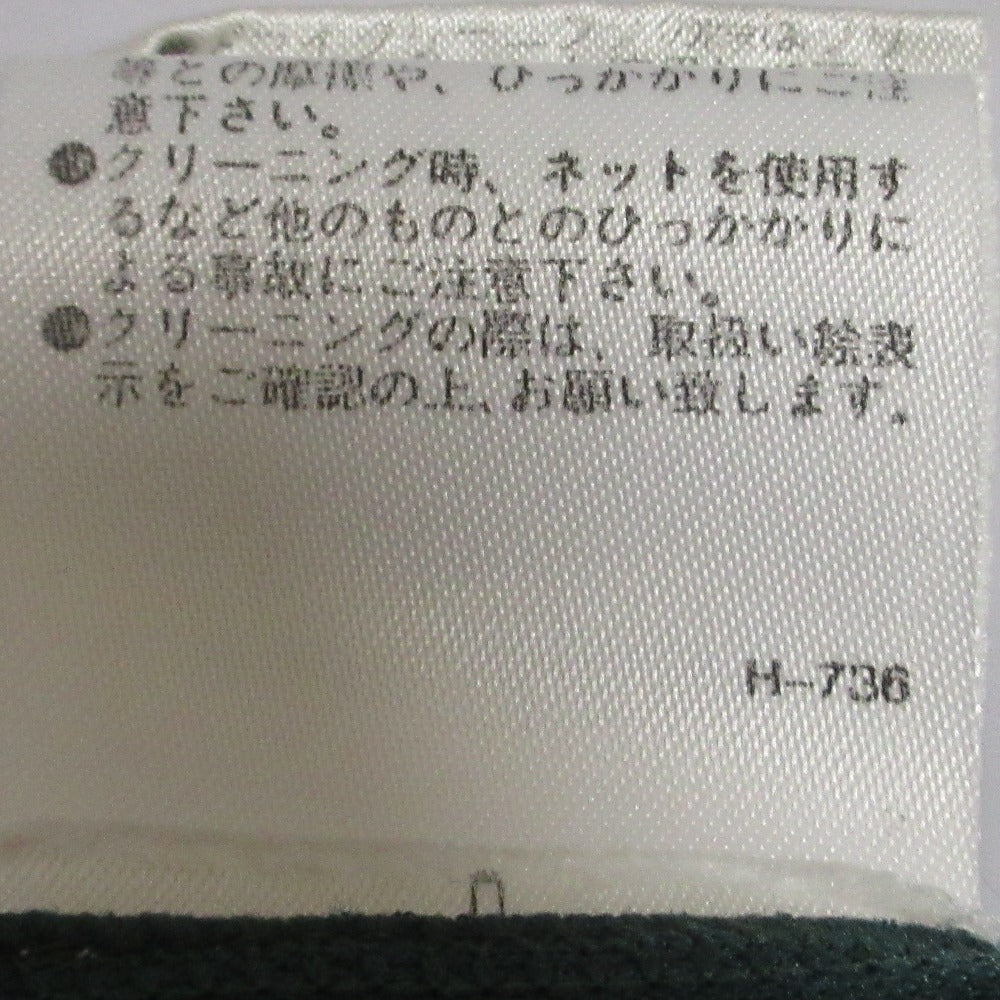 等との摩擦や、ひっかかりにご注
意下さい。
クリーニング時、ネットを使用す
るなど他のものとのひっかかりに
よる事故にご注意下さい。
クリーニングの際は、取扱い絵表
示をご確認の上、お願い致します。
H-736